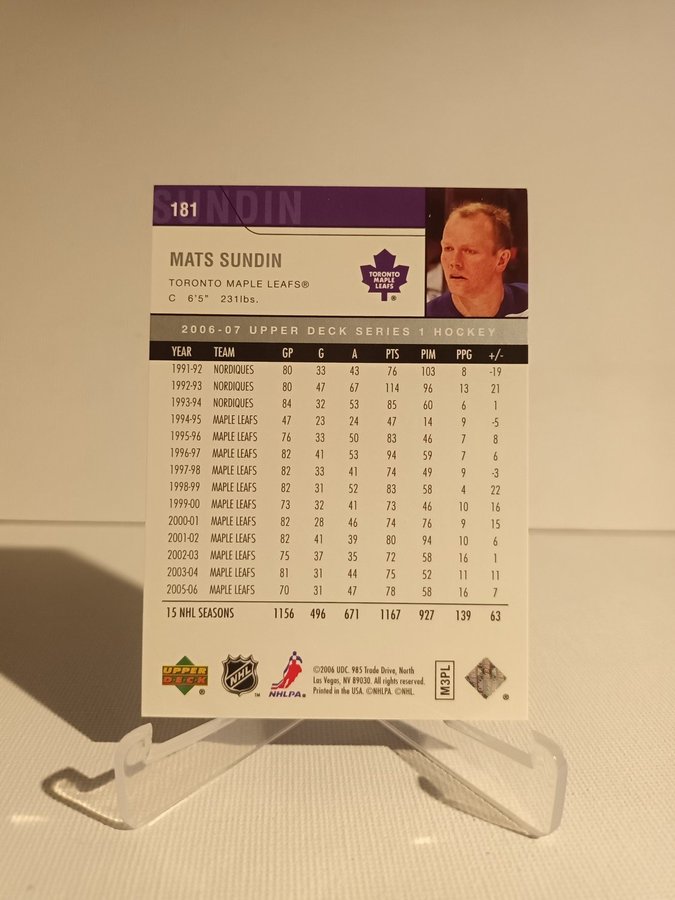 SUNDIN
181
MATS SUNDIN
TORONTO MAPLE LEAFS®
C 6'5" 231lbs.
TORONTO
MAPLE
LEAFS
®
2006-07 UPPER DECK SERIES 1 HOCKEY
YEAR TEAM GP G A PTS PIM PPG +/-
1991-92 NORDIQUES 80 33 43 76 103 8 -19
1992-93 NORDIQUES 80 47 67 114 96 13 21
1993-94 NORDIQUES 84 32 53 85 60 6 1
1994-95 MAPLE LEAFS 47 23 24 47 14 9 -5
1995-96 MAPLE LEAFS 76 33 50 83 46 7 8
1996-97 MAPLE LEAFS 82 41 53 94 59 7 6
1997-98 MAPLE LEAFS 82 33 41 74 49 9 -3
1998-99 MAPLE LEAFS 82 31 52 83 58 4 22
1999-00 MAPLE LEAFS 73 32 41 73 46 10 16
2000-01 MAPLE LEAFS 82 28 46 74 76 9 15
2001-02 MAPLE LEAFS 82 41 39 80 94 10 6
2002-03 MAPLE LEAFS 75 37 35 72 58 16 1
2003-04 MAPLE LEAFS 81 31 44 75 52 11 11
2005-06 MAPLE LEAFS 70 31 47 78 58 16 7
15 NHL SEASONS 1156 496 671 1167 927 139 63
UPPER
DECK
®
NHL
™
NHLPA®
©2006 UDC. 985 Trade Drive, North
Las Vegas, NV 89030. All rights reserved.
Printed in the USA. ©NHLPA. ©NHL.
M3PL
®